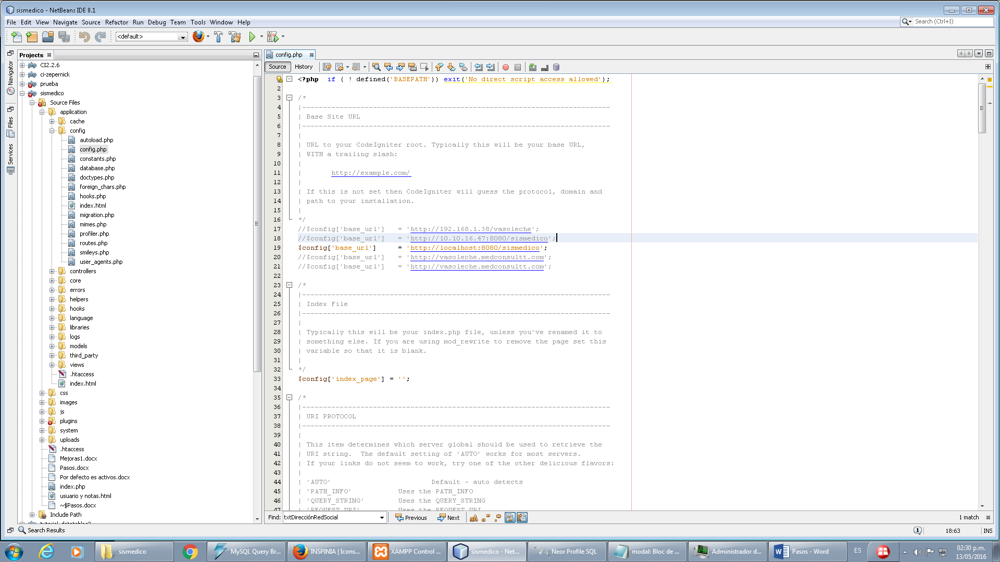 sismedico - NetBeans IDE 8.1
File Edit View Navigate Source Refactor Run Debug Team Tools Window Help
Search (Ctrl+I)
<default>
Navigator
Files
Services
Projects
CI2.2.6
ci-zepernick
prueba
sismedico
Source Files
application
cache
config
autoload.php
config.php
constants.php
database.php
doctypes.php
foreign_chars.php
hooks.php
index.html
migration.php
mimes.php
profiler.php
routes.php
smileys.php
user_agents.php
controllers
core
errors
helpers
hooks
language
libraries
logs
models
third_party
views
.htaccess
index.html
css
images
js
plugins
system
uploads
.htaccess
Mejoras1.docx
Pasos.docx
Por defecto es activos.docx
index.php
usuario y notas.html
~$Pasos.docx
Include Path
config.php
Source History
<?php  if ( ! defined('BASEPATH')) exit('No direct script access allowed');
2
3 /*
4 |--------------------------------------------------------------------------
5 | Base Site URL
6 |--------------------------------------------------------------------------
7 |
8 | URL to your CodeIgniter root. Typically this will be your base URL,
9 | WITH a trailing slash:
10 |
11 | http://example.com/
12 |
13 | If this is not set then CodeIgniter will guess the protocol, domain and
14 | path to your installation.
15 |
16 */
17 //$config['base_url'] = 'http://192.168.1.38/vasoleche';
18 //$config['base_url'] = 'http://10.10.16.47:8080/sismedico';
19 $config['base_url'] = 'http://localhost:8080/sismedico';
20 //$config['base_url'] = 'http://vasoleche.medconsultt.com';
21 //$config['base_url'] = 'http://vasoleche.medconsultt.com';
22
23 /*
24 |--------------------------------------------------------------------------
25 | Index File
26 |--------------------------------------------------------------------------
27 |
28 | Typically this will be your index.php file, unless you've renamed it to
29 | something else. If you are using mod_rewrite to remove the page set this
30 | variable so that it is blank.
31 |
32 */
33 $config['index_page'] = '';
34
35 /*
36 |--------------------------------------------------------------------------
37 | URI PROTOCOL
38 |--------------------------------------------------------------------------
39 |
40 | This item determines which server global should be used to retrieve the
41 | URI string.  The default setting of 'AUTO' works for most servers.
42 | If your links do not seem to work, try one of the other delicious flavors:
43 |
44 | 'AUTO' Default - auto detects
45 | 'PATH_INFO' Uses the PATH_INFO
46 | 'QUERY_STRING' Uses the QUERY_STRING
47 | 'REQUEST_URI' Uses the REQUEST_URI
Find: txtDirecciónRedSocial Previous Next 1 match
Search Results 18:63 INS
sismedico
MySQL Query Br...
INSPINIA | Icons...
XAMPP Control ...
sismedico - Net...
Neor Profile SQL
modal: Bloc de ...
Administrador d...
Pasos - Word
ES
02:30 p.m.
13/05/2016